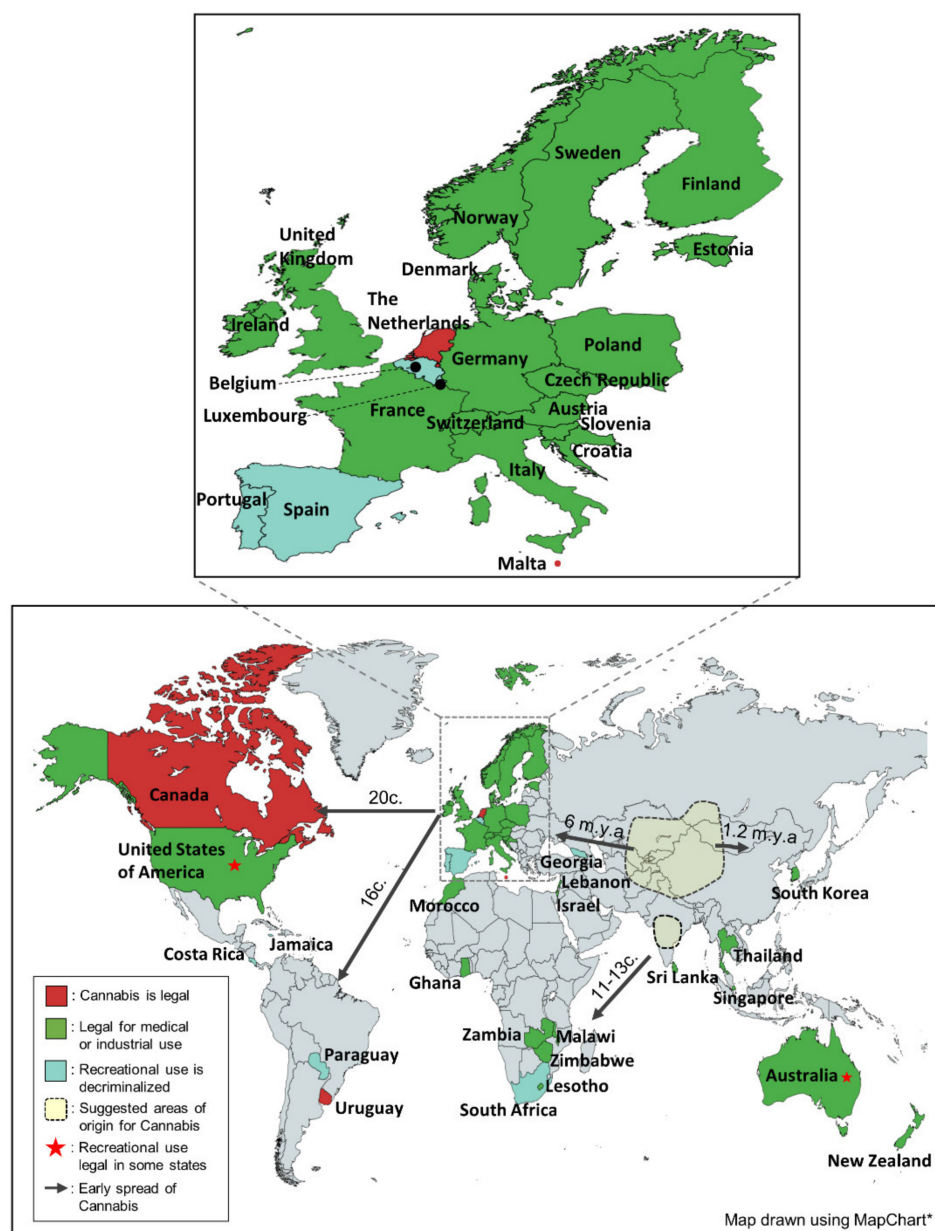 Sweden
Finland
Norway
United
Kingdom
Estonia
Denmark
The
Netherlands
Ireland
Germany
Poland
Belgium
Czech Republic
Luxembourg
France
Austria
Switzerland
Slovenia
Croatia
Italy
Portugal
Spain
Malta
Canada
20c.
6 m.y.a
1.2 m.y.a
United States
of America
16c.
Georgia
Lebanon
Israel
South Korea
Morocco
Costa Rica
Jamaica
Thailand
Ghana
11-13c.
Sri Lanka
Singapore
Zambia
Malawi
Zimbabwe
Lesotho
South Africa
Paraguay
Uruguay
Australia
New Zealand
: Cannabis is legal
: Legal for medical
or industrial use
: Recreational use is
decriminalized
: Suggested areas of
origin for Cannabis
: Recreational use
legal in some states
: Early spread of
Cannabis
Map drawn using MapChart*